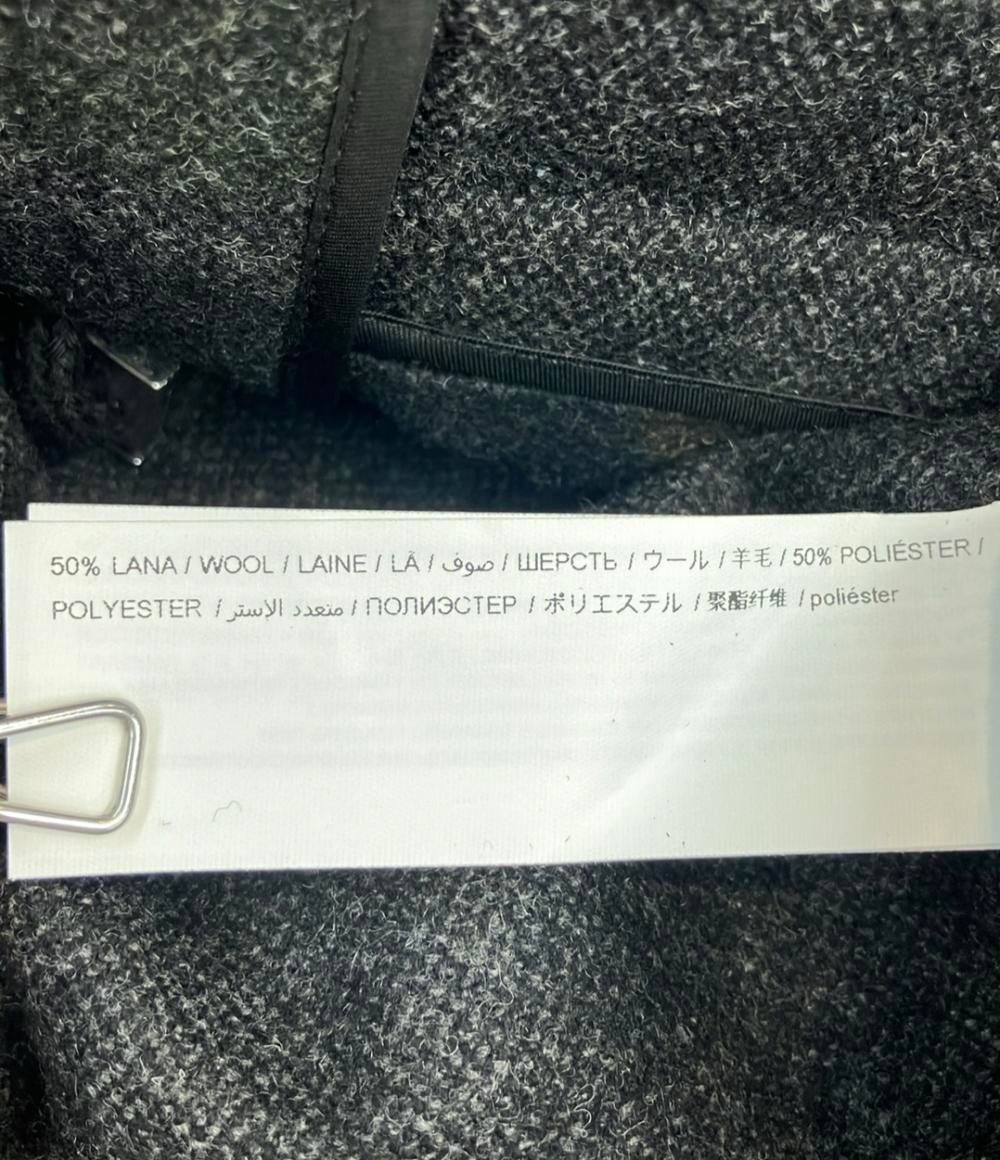 50% LANA / WOOL / LAINE / LÃ / صوف / ШЕРСТЬ / ウール / 羊毛 / 50% POLIÉSTER /
POLYESTER / متعدد الإستر / ПОЛИЭСТЕР / ポリエステル / 聚酯纤维 / poliéster